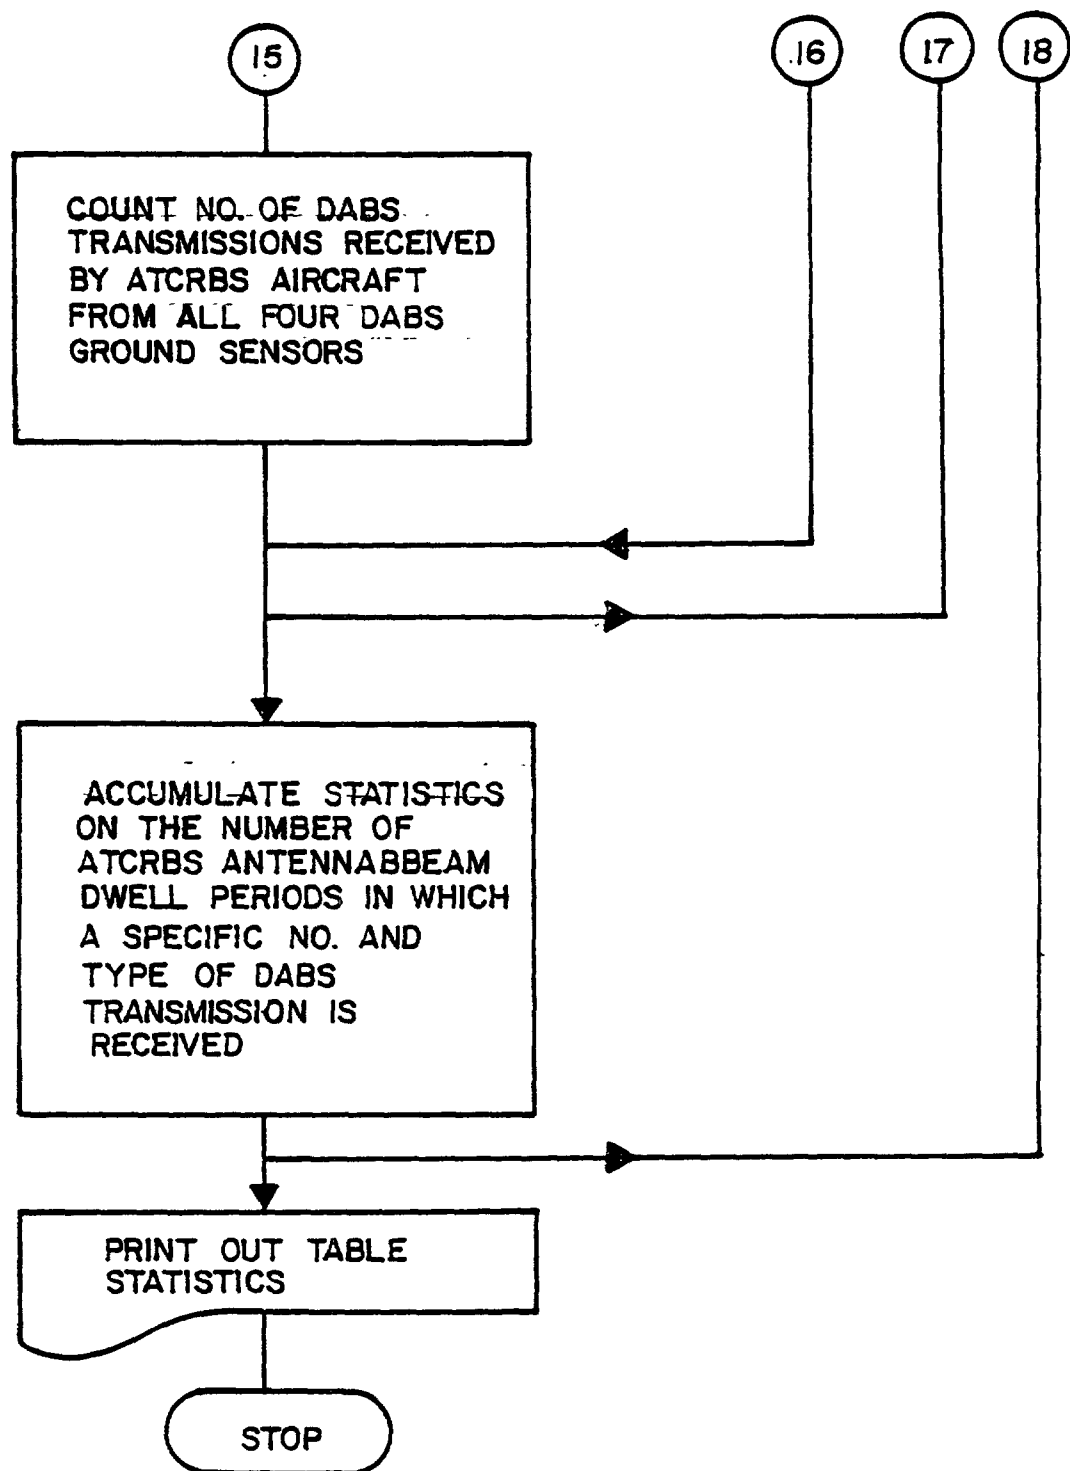 15
16
17
18
COUNT NO. OF DABS
TRANSMISSIONS RECEIVED
BY ATCRBS AIRCRAFT
FROM ALL FOUR DABS
GROUND SENSORS
ACCUMULATE STATISTICS
ON THE NUMBER OF
ATCRBS ANTENNABBEAM
DWELL PERIODS IN WHICH
A SPECIFIC NO. AND
TYPE OF DABS
TRANSMISSION IS
RECEIVED
PRINT OUT TABLE
STATISTICS
STOP